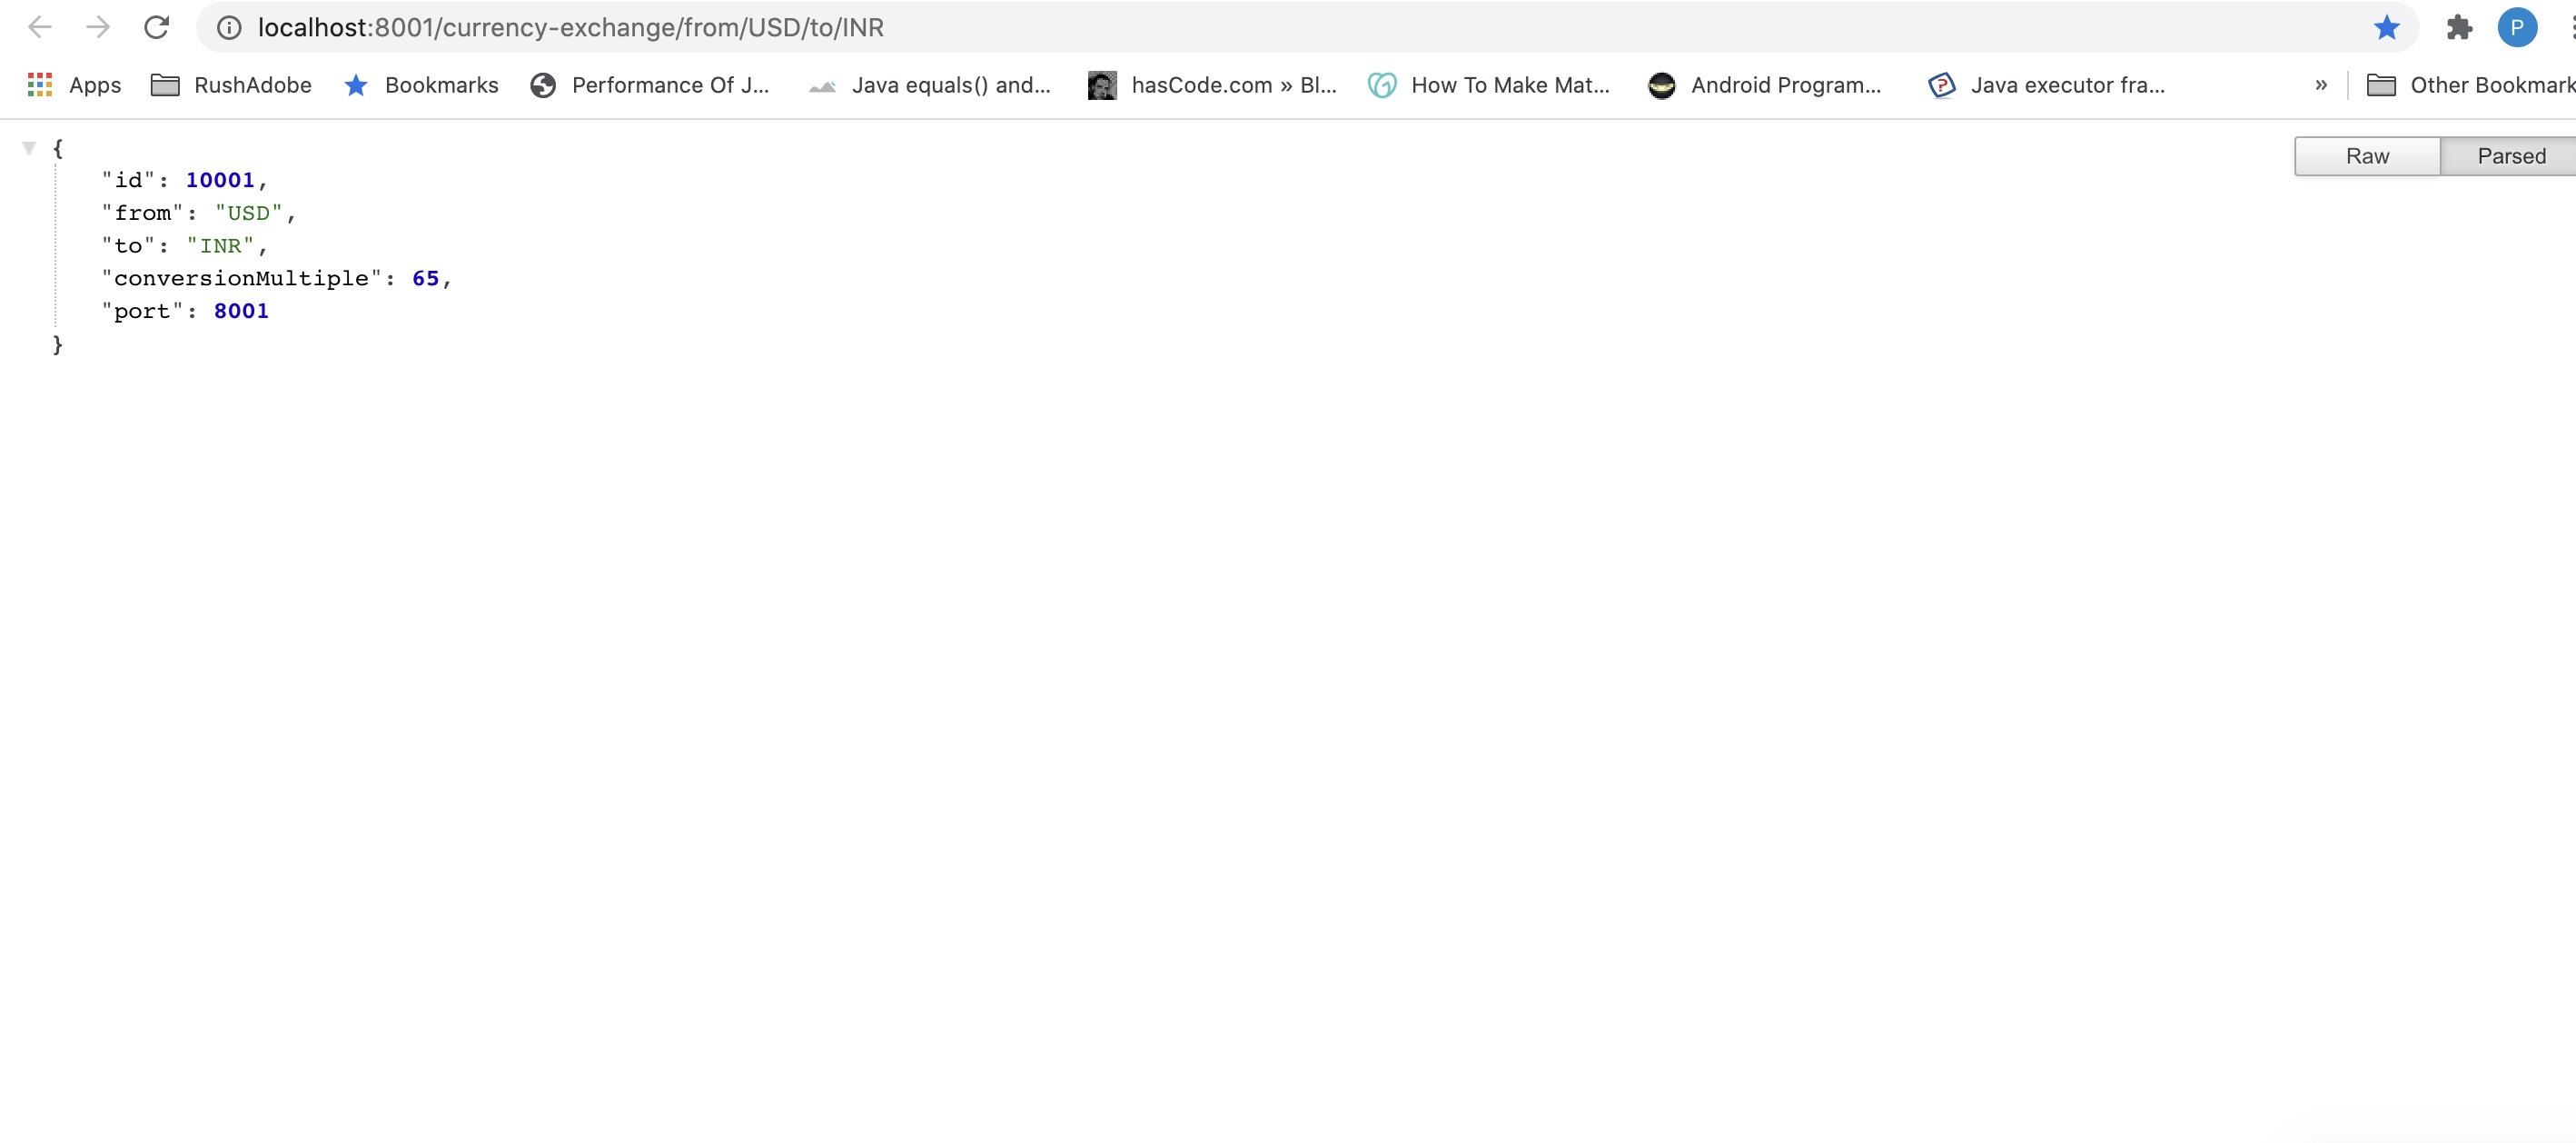 localhost:8001/currency-exchange/from/USD/to/INR
P
Apps RushAdobe Bookmarks Performance Of J... Java equals() and... hasCode.com » Bl... How To Make Mat... Android Program... Java executor fra... » Other Bookmark
Raw Parsed
{
"id": 10001,
"from": "USD",
"to": "INR",
"conversionMultiple": 65,
"port": 8001
}